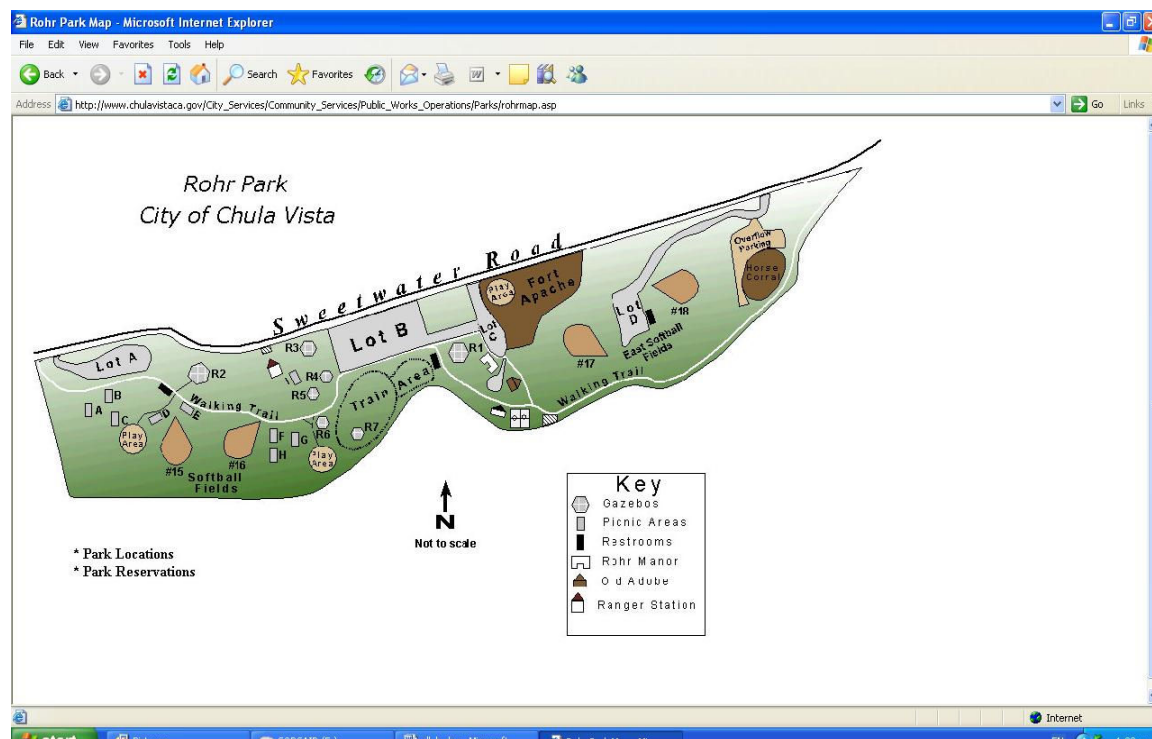 Rohr Park Map - Microsoft Internet Explorer
File Edit View Favorites Tools Help
Back Search Favorites
Address http://www.chulavistaca.gov/City_Services/Community_Services/Public_Works_Operations/Parks/rohrmap.asp Go Links
Rohr Park
City of Chula Vista
Sweetwater Road
Overflow
Parking
Horse
Corral
Fort
Apache
Play
Area
Lot
D
#18
Lot B
Lot
C
East Softball
Fields
#17
Lot A
R3
R1
R2
R4
R5
Train Area
Walking Trail
Walking Trail
B
A
C
D
E
Play
Area
F
G
H
R6
R7
Play
Area
#15
#16
Softball
Fields
N
Not to scale
Key
Gazebos
Picnic Areas
Restrooms
Rohr Manor
Old Adobe
Ranger Station
* Park Locations
* Park Reservations
Internet
start